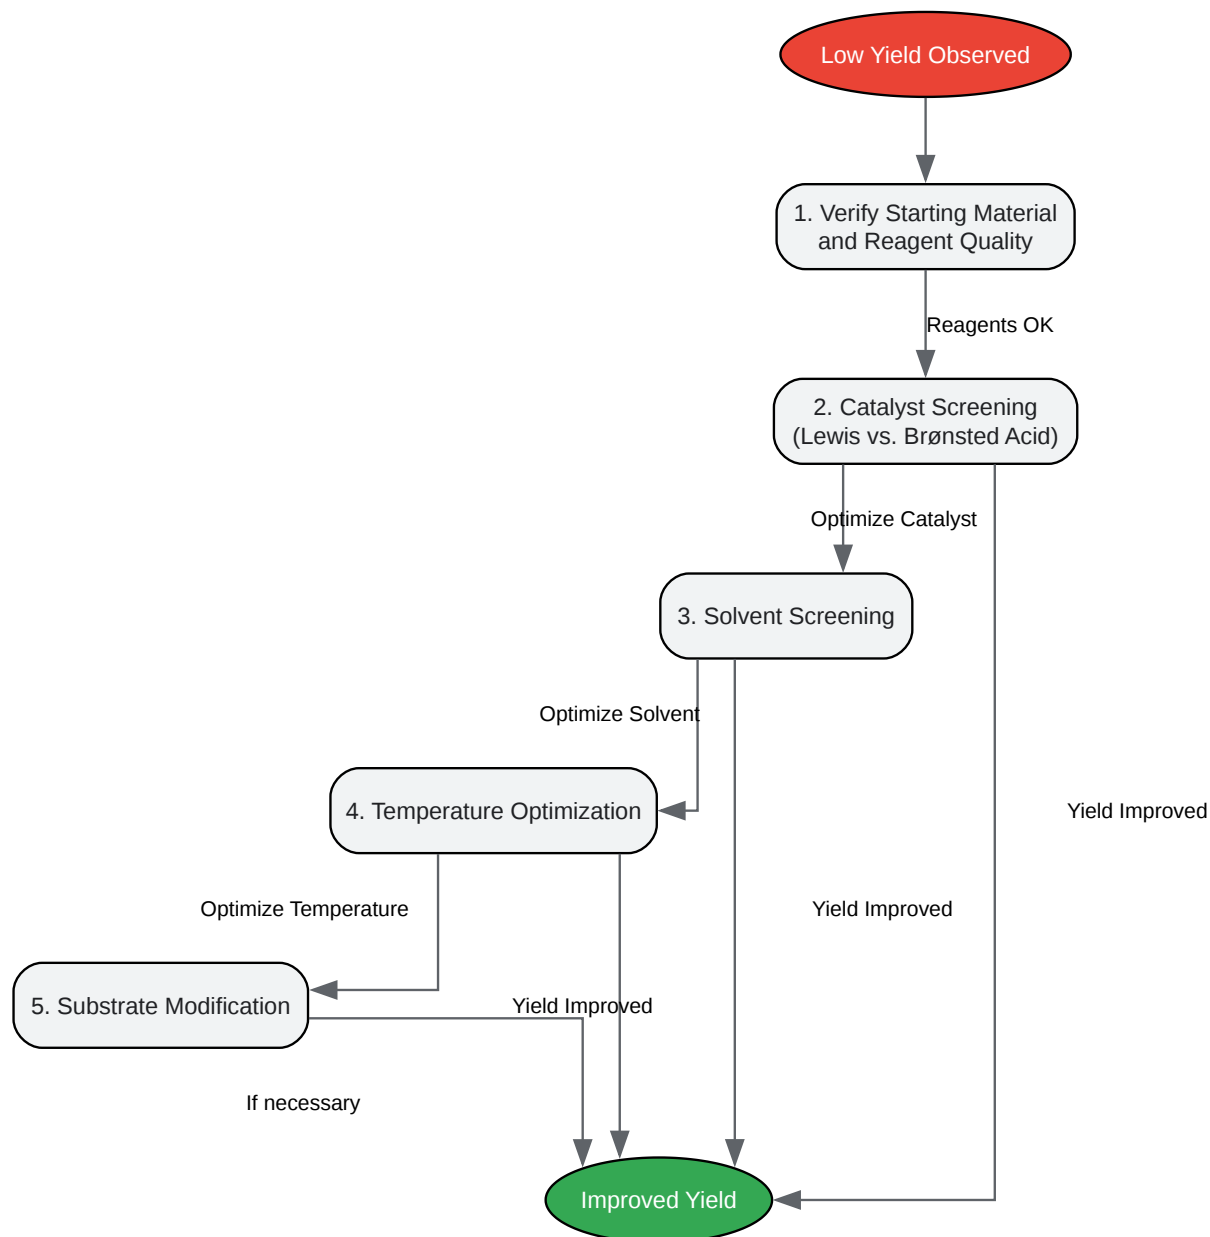 Low Yield Observed
1. Verify Starting Material
and Reagent Quality
Reagents OK
2. Catalyst Screening
(Lewis vs. Brønsted Acid)
Optimize Catalyst
3. Solvent Screening
Optimize Solvent
4. Temperature Optimization
Yield Improved
Optimize Temperature
Yield Improved
5. Substrate Modification
Yield Improved
If necessary
Improved Yield